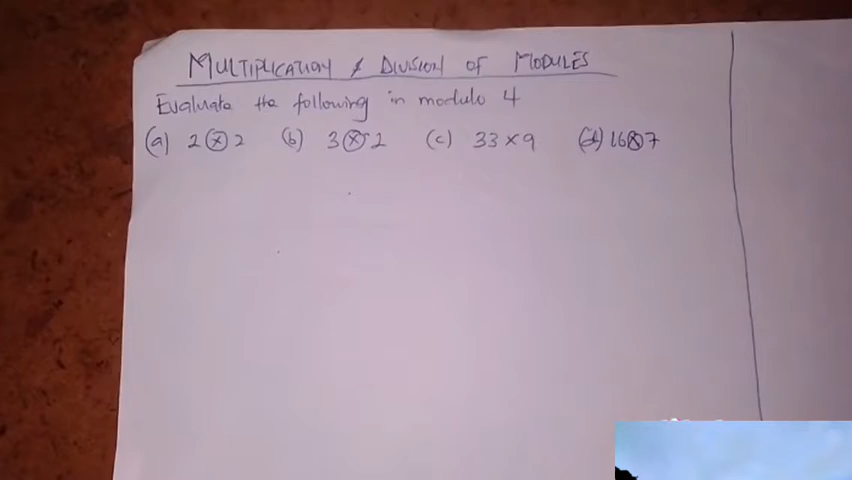 MULTIPLICATION & DIVISION OF MODULES
Evaluate the following in modulo 4
(a) 2 ⊗ 2 (b) 3 ⊗ 2 (c) 33 × 9 (d) 16 ⊗ 7